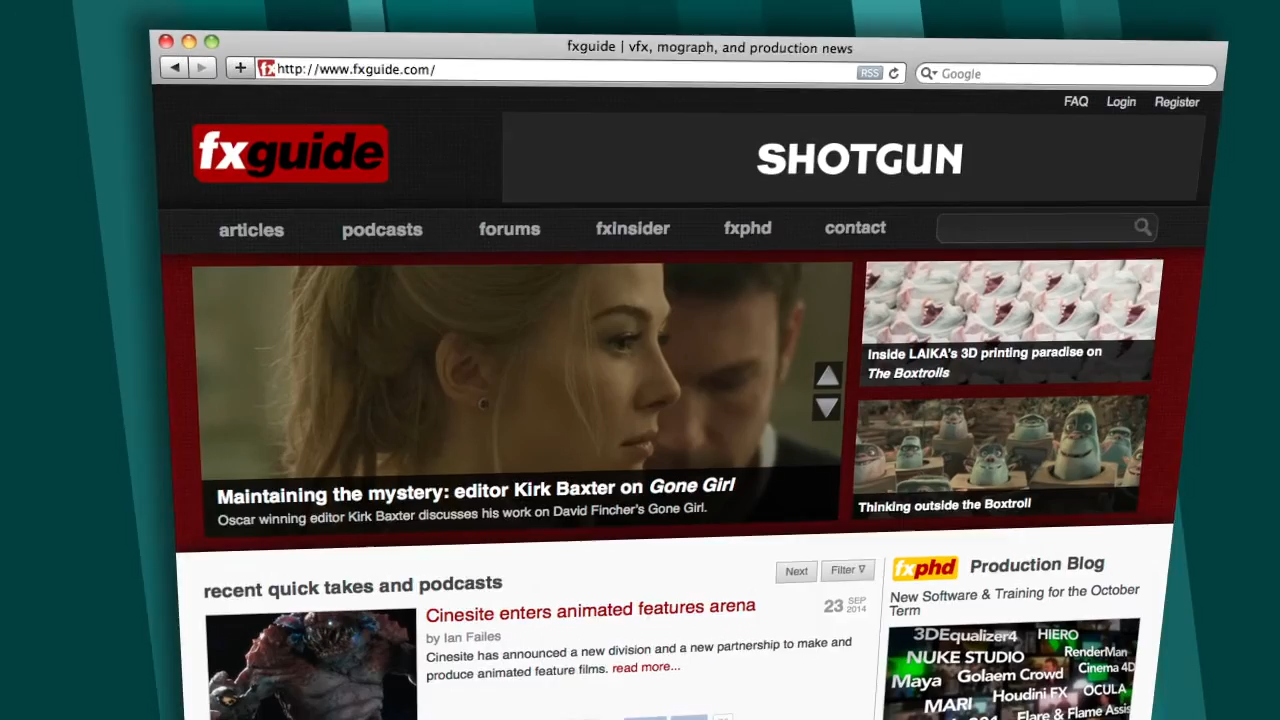 fxguide | vfx, mograph, and production news
+ fx http://www.fxguide.com/ RSS Google
FAQ Login Register
fxguide
SHOTGUN
articles podcasts forums fxinsider fxphd contact
Inside LAIKA's 3D printing paradise on
The Boxtrolls
Maintaining the mystery: editor Kirk Baxter on Gone Girl
Oscar winning editor Kirk Baxter discusses his work on David Fincher's Gone Girl.
Thinking outside the Boxtroll
recent quick takes and podcasts
Next Filter ∇
Cinesite enters animated features arena
23 SEP
2014
by Ian Failes
Cinesite has announced a new division and a new partnership to make and
produce animated feature films. read more...
fxphd Production Blog
New Software & Training for the October
Term
3DEqualizer4 HIERO
NUKE STUDIO RenderMan
Maya Golaem Crowd Cinema 4D
MARI Houdini FX OCULA
Flare & Flame Assis